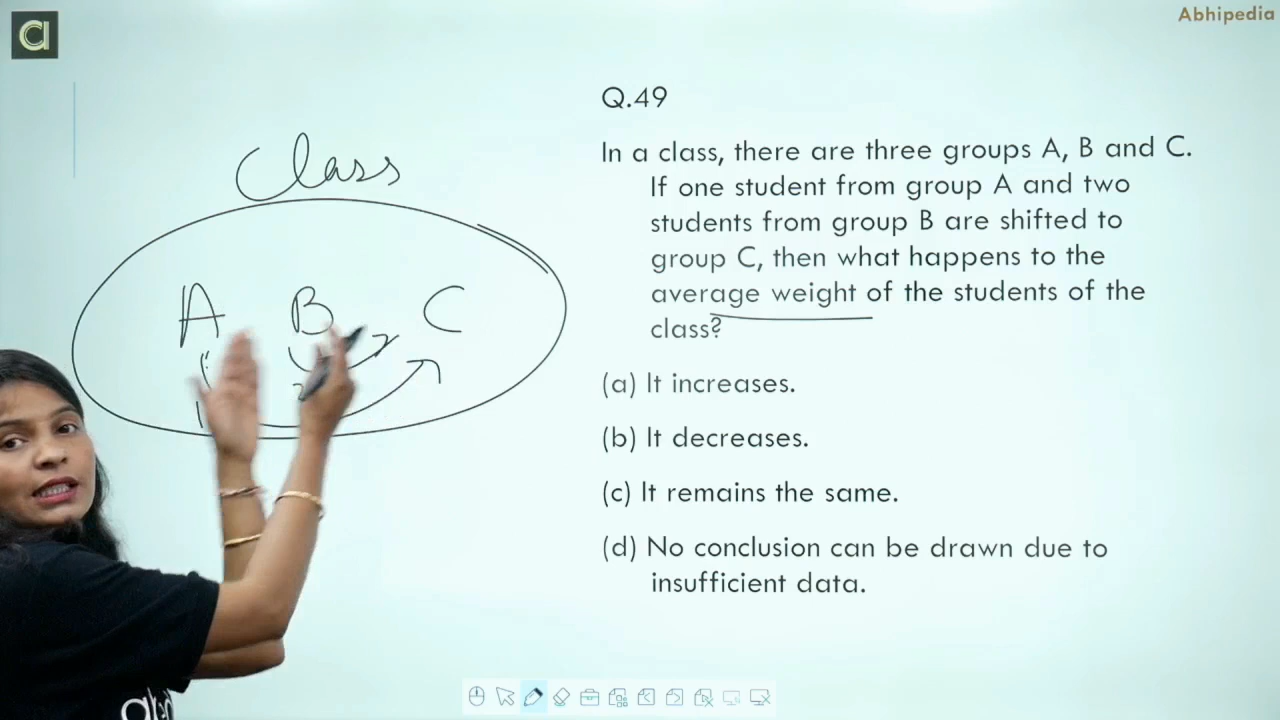 Abhipedia
Class
A B C
2
1
Q.49
In a class, there are three groups A, B and C.
If one student from group A and two
students from group B are shifted to
group C, then what happens to the
average weight of the students of the
class?
(a) It increases.
(b) It decreases.
(c) It remains the same.
(d) No conclusion can be drawn due to
insufficient data.